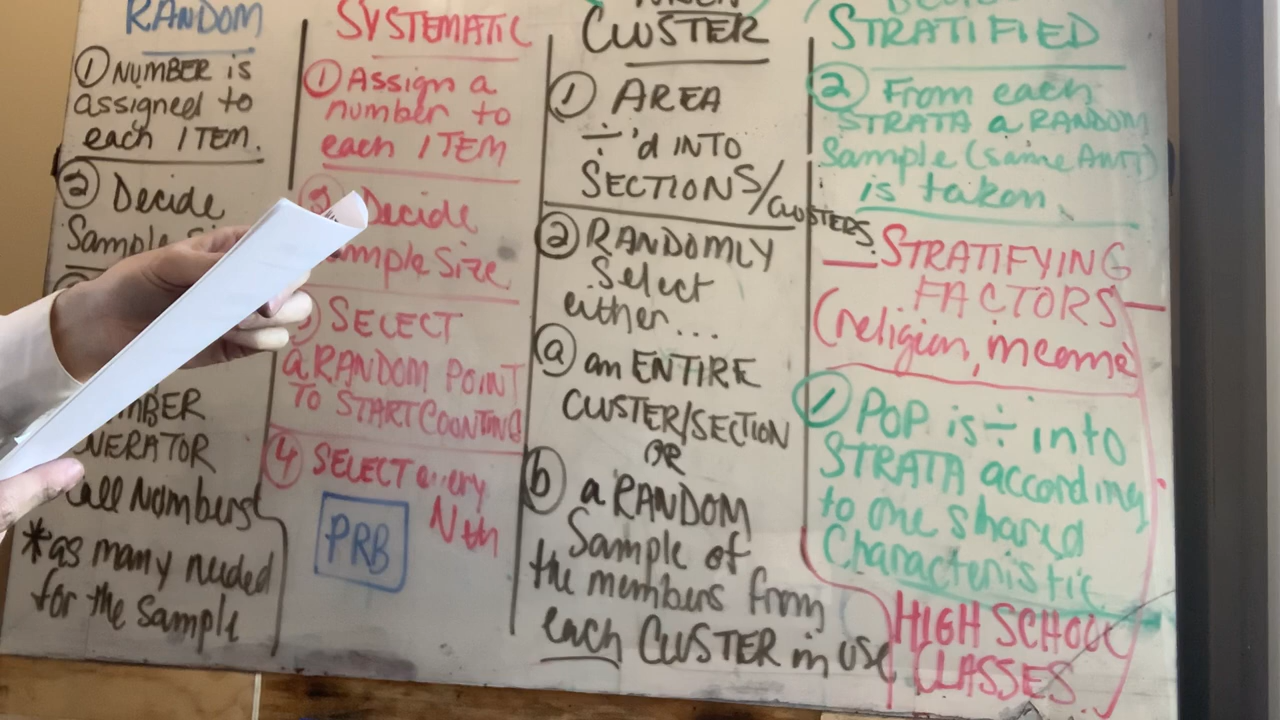 RANDOM
① NUMBER is
assigned to
each ITEM.
② Decide
Sample
MBER
NERATOR
call Numbers
*as many needed
for the sample
SYSTEMATIC
① Assign a
number to
each ITEM
Decide
ample Size
SELECT
a RANDOM POINT
TO START COUNTING
④ SELECT every
Nth
PRB
CLUSTER
① AREA
÷'d INTO
SECTIONS/CLUSTERS
② RANDOMLY
Select
either...
ⓐ an ENTIRE
CLUSTER/SECTION
OR
ⓑ a RANDOM
Sample of
the members from
each CLUSTER in use
STRATIFIED
② From each
STRATA a RANDOM
Sample (same AMT)
is taken
STRATIFYING
FACTORS
(religion, income)
① POP is ÷ into
STRATA according
to one shared
Characteristic
HIGH SCHOOL
CLASSES.